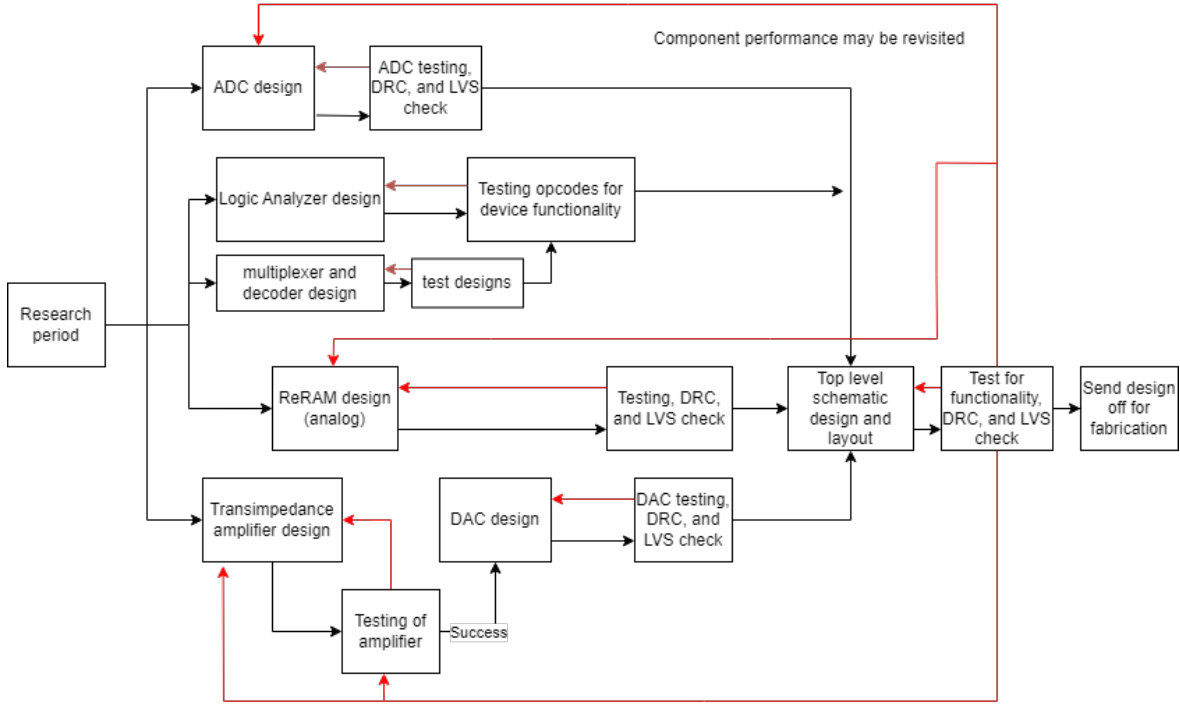 Component performance may be revisited
ADC design
ADC testing,
DRC, and LVS
check
Logic Analyzer design
Testing opcodes for
device functionality
multiplexer and
decoder design
test designs
Research
period
ReRAM design
(analog)
Testing, DRC,
and LVS check
Top level
schematic
design and
layout
Test for
functionality,
DRC, and LVS
check
Send design
off for
fabrication
Transimpedance
amplifier design
DAC design
DAC testing,
DRC, and
LVS check
Testing of
amplifier
Success